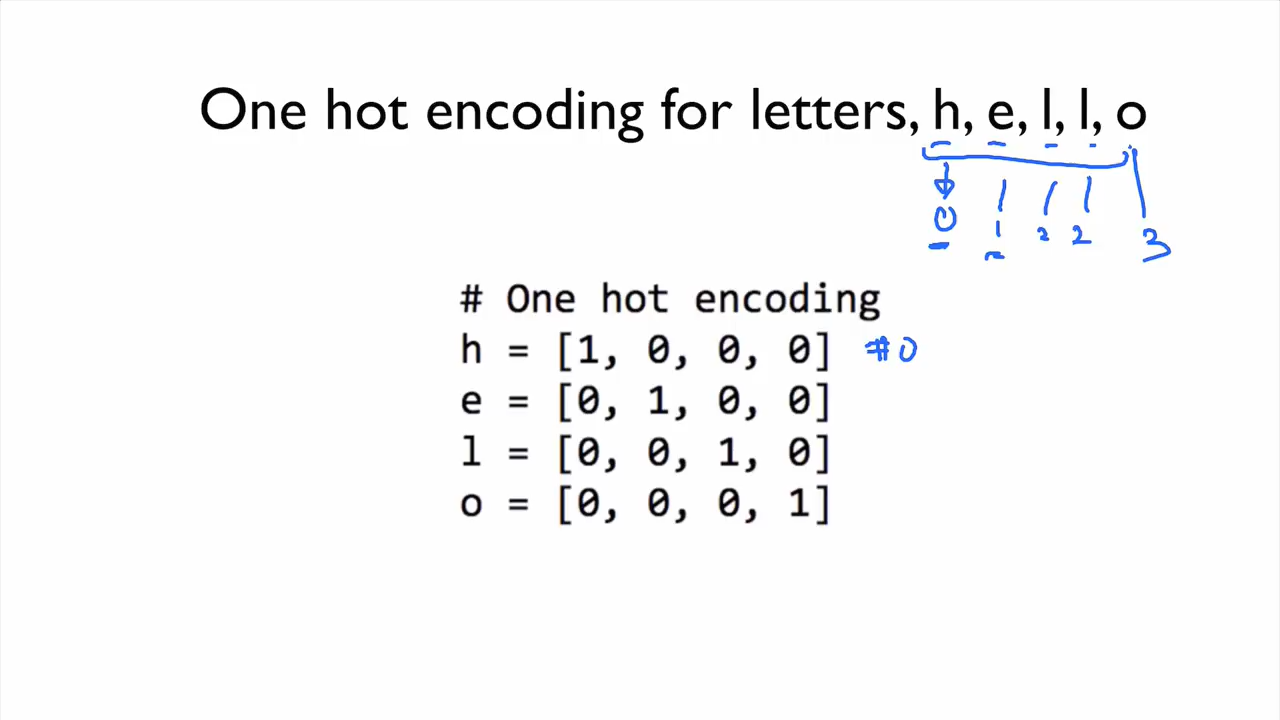 One hot encoding for letters, h, e, l, l, o
0 1 2 2 3
# One hot encoding
h = [1, 0, 0, 0] #0
e = [0, 1, 0, 0]
l = [0, 0, 1, 0]
o = [0, 0, 0, 1]